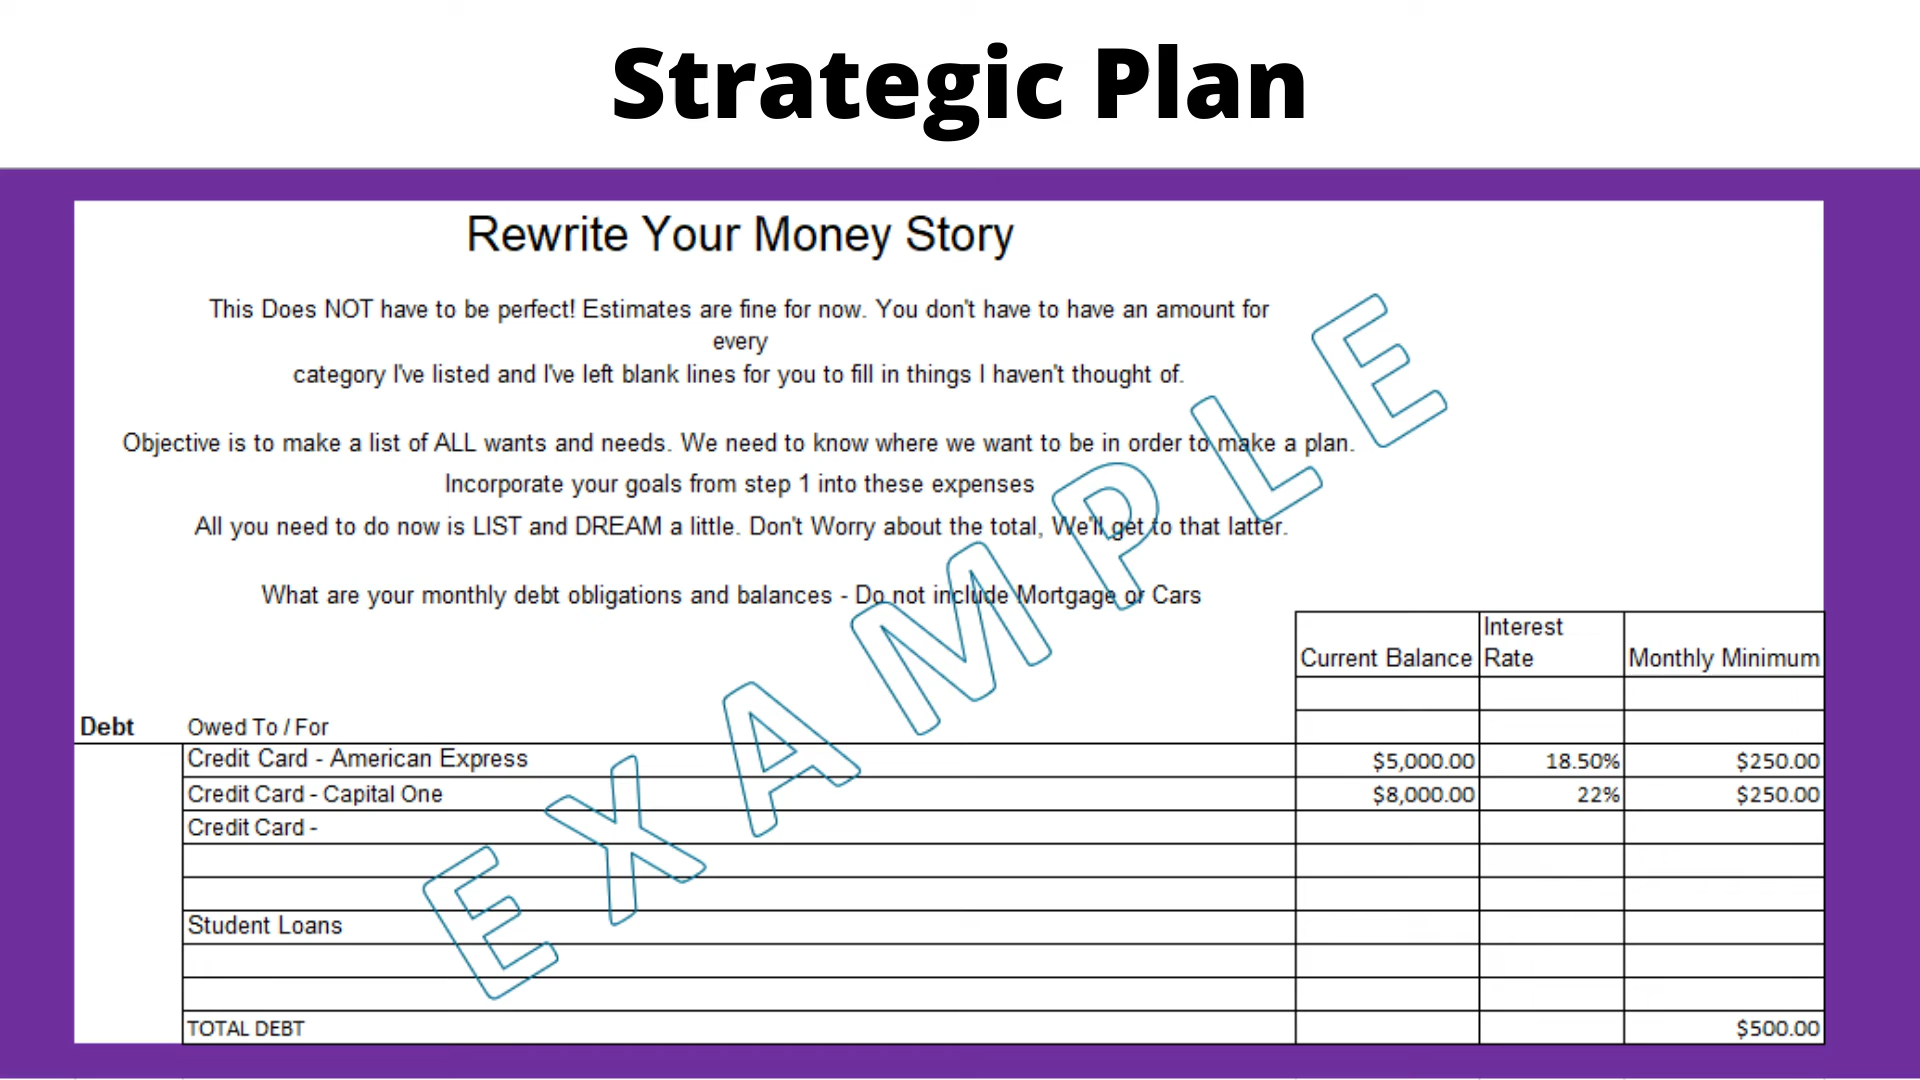 Strategic Plan
Rewrite Your Money Story
This Does NOT have to be perfect! Estimates are fine for now. You don't have to have an amount for
every
category I've listed and I've left blank lines for you to fill in things I haven't thought of.
Objective is to make a list of ALL wants and needs. We need to know where we want to be in order to make a plan.
Incorporate your goals from step 1 into these expenses
All you need to do now is LIST and DREAM a little. Don't Worry about the total, We'll get to that latter.
What are your monthly debt obligations and balances - Do not include Mortgage or Cars
Interest
Current Balance Rate Monthly Minimum
Debt Owed To / For
Credit Card - American Express $5,000.00 18.50% $250.00
Credit Card - Capital One $8,000.00 22% $250.00
Credit Card -
Student Loans
TOTAL DEBT $500.00
EXAMPLE